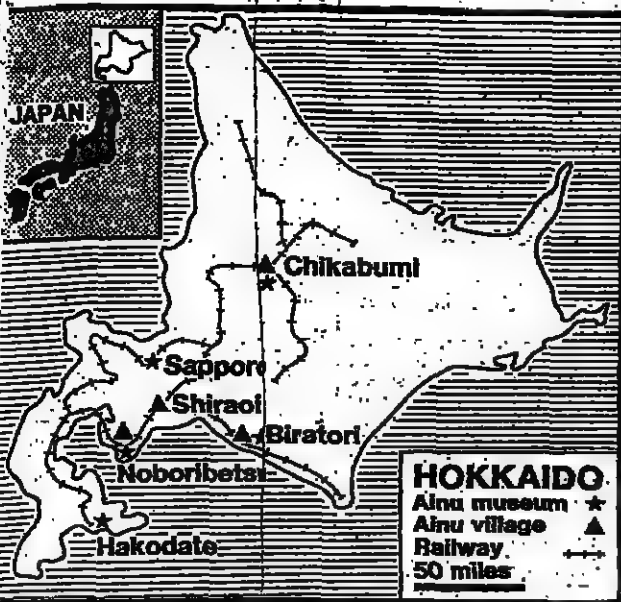 JAPAN
Chikabumi
Sapporo
Shiraoi
Biratori
Noboribetsu
Hakodate
HOKKAIDO
Ainu museum
Ainu village
Railway
50 miles